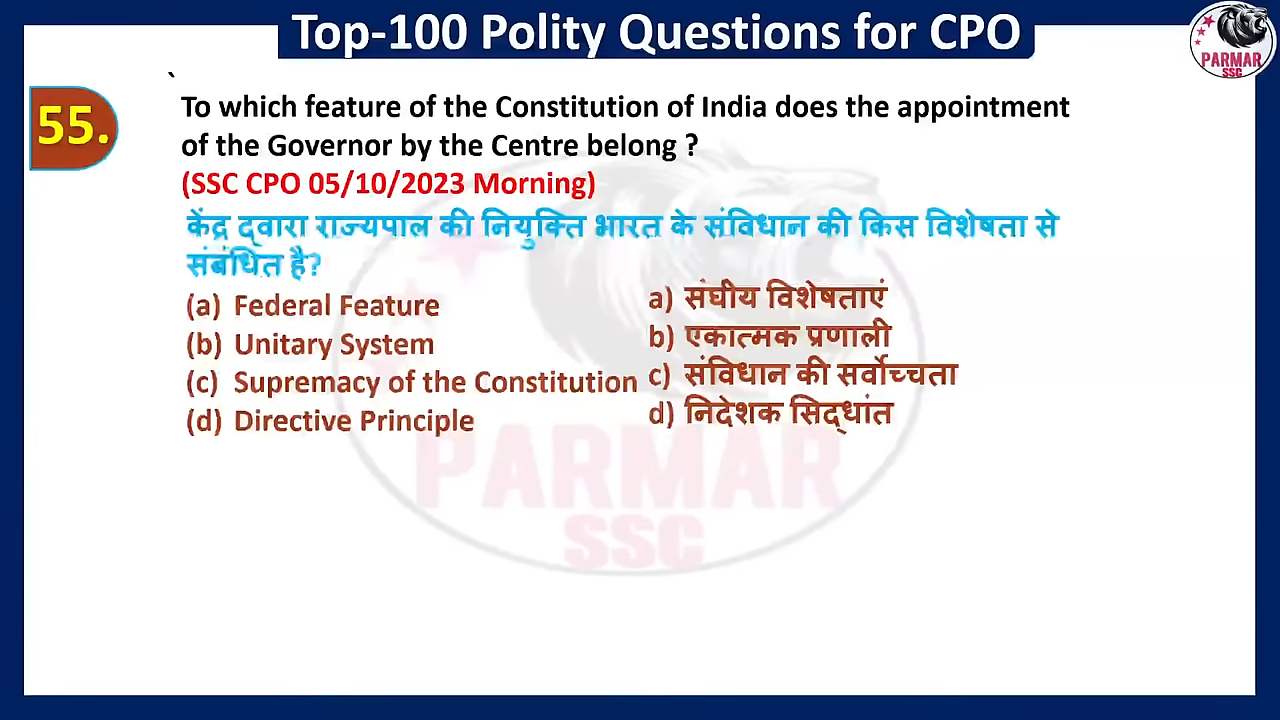 Top-100 Polity Questions for CPO
PARMAR
SSC
`
55.
To which feature of the Constitution of India does the appointment
of the Governor by the Centre belong ?
(SSC CPO 05/10/2023 Morning)
केंद्र द्वारा राज्यपाल की नियुक्ति भारत के संविधान की किस विशेषता से
संबंधित है?
(a) Federal Feature
(b) Unitary System
(c) Supremacy of the Constitution
(d) Directive Principle
a) संघीय विशेषताएं
b) एकात्मक प्रणाली
c) संविधान की सर्वोच्चता
d) निदेशक सिद्धांत
PARMAR
SSC